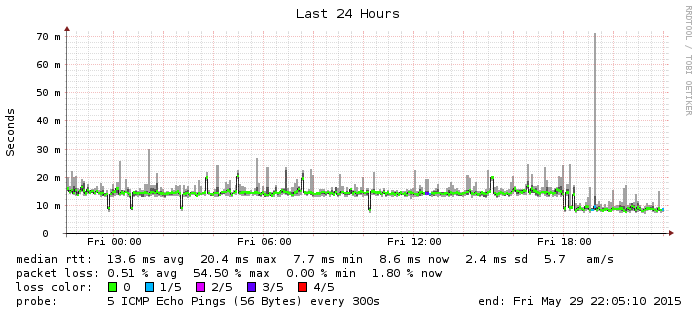 Last 24 Hours
RRDTOOL / TOBI OETIKER
Seconds
70 m
60 m
50 m
40 m
30 m
20 m
10 m
0
Fri 00:00 Fri 06:00 Fri 12:00 Fri 18:00
median rtt: 13.6 ms avg 20.4 ms max 7.7 ms min 8.6 ms now 2.4 ms sd 5.7 am/s
packet loss: 0.51 % avg 54.50 % max 0.00 % min 1.80 % now
loss color: 0 1/5 2/5 3/5 4/5
probe: 5 ICMP Echo Pings (56 Bytes) every 300s end: Fri May 29 22:05:10 2015